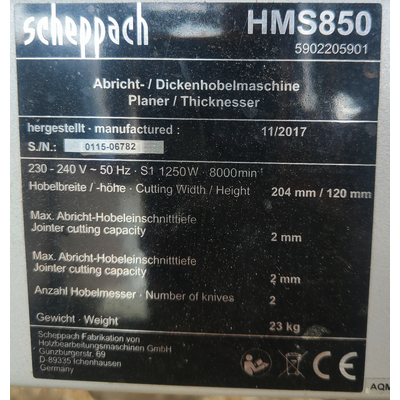 scheppach HMS850
5902205901
Abricht- / Dickenhobelmaschine
Planer / Thicknesser
hergestellt · manufactured : 11/2017
S./N.: 0115-06782
230 - 240 V ~ 50 Hz · S1 1250 W · 8000min⁻¹
Hobelbreite / -höhe · Cutting Width / Height 204 mm / 120 mm
Max. Abricht-Hobeleinschnitttiefe
Jointer cutting capacity
2 mm
Max. Abricht-Hobeleinschnitttiefe
Jointer cutting capacity
2 mm
Anzahl Hobelmesser · Number of knives 2
Gewicht · Weight 23 kg
Scheppach Fabrikation von
Holzbearbeitungsmaschinen GmbH
Günzburgerstr. 69
D-89335 Ichenhausen
Germany
CE
AQM